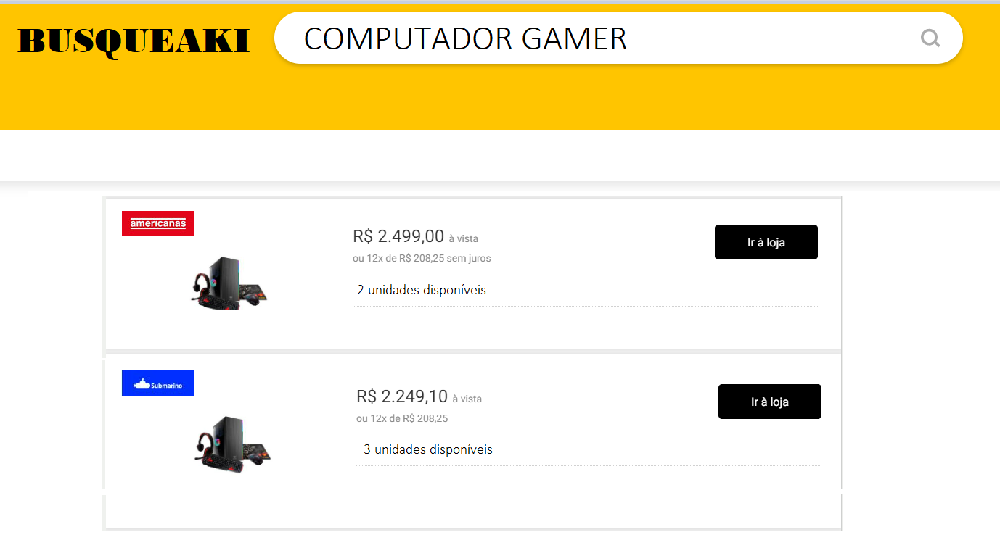 BUSQUEAKI
COMPUTADOR GAMER
americanas
R$ 2.499,00 à vista
Ir à loja
ou 12x de R$ 208,25 sem juros
2 unidades disponíveis
Submarino
R$ 2.249,10 à vista
Ir à loja
ou 12x de R$ 208,25
3 unidades disponíveis